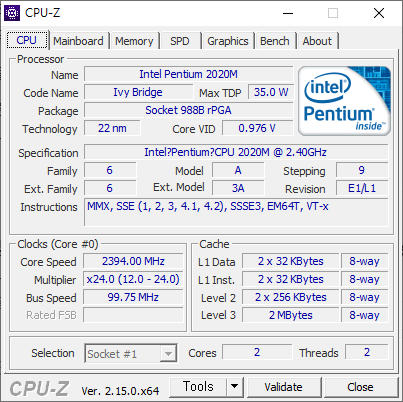 CPU-Z
CPU Mainboard Memory SPD Graphics Bench About
Processor
Name Intel Pentium 2020M
Code Name Ivy Bridge Max TDP 35.0 W
Package Socket 988B rPGA
Technology 22 nm Core VID 0.976 V
intel Pentium inside™
Specification Intel?Pentium?CPU 2020M @ 2.40GHz
Family 6 Model A Stepping 9
Ext. Family 6 Ext. Model 3A Revision E1/L1
Instructions MMX, SSE (1, 2, 3, 4.1, 4.2), SSSE3, EM64T, VT-x
Clocks (Core #0)
Core Speed 2394.00 MHz
Multiplier x24.0 (12.0 - 24.0)
Bus Speed 99.75 MHz
Rated FSB
Cache
L1 Data 2 x 32 KBytes 8-way
L1 Inst. 2 x 32 KBytes 8-way
Level 2 2 x 256 KBytes 8-way
Level 3 2 MBytes 8-way
Selection Socket #1 Cores 2 Threads 2
CPU-Z Ver. 2.15.0.x64 Tools Validate Close